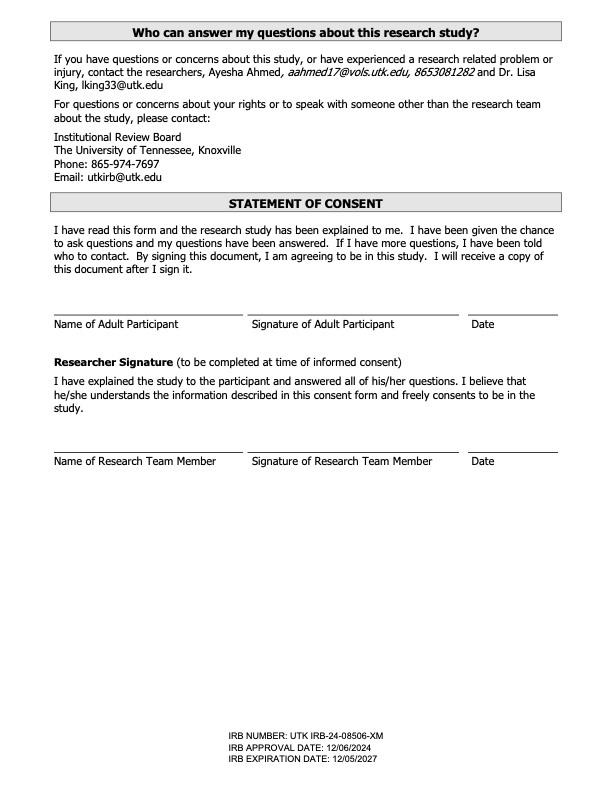 Who can answer my questions about this research study?
If you have questions or concerns about this study, or have experienced a research related problem or
injury, contact the researchers, Ayesha Ahmed, aahmed17@vols.utk.edu, 8653081282 and Dr. Lisa
King, lking33@utk.edu
For questions or concerns about your rights or to speak with someone other than the research team
about the study, please contact:
Institutional Review Board
The University of Tennessee, Knoxville
Phone: 865-974-7697
Email: utkirb@utk.edu
STATEMENT OF CONSENT
I have read this form and the research study has been explained to me.  I have been given the chance
to ask questions and my questions have been answered.  If I have more questions, I have been told
who to contact.  By signing this document, I am agreeing to be in this study.  I will receive a copy of
this document after I sign it.
Name of Adult Participant Signature of Adult Participant Date
Researcher Signature (to be completed at time of informed consent)
I have explained the study to the participant and answered all of his/her questions. I believe that
he/she understands the information described in this consent form and freely consents to be in the
study.
Name of Research Team Member Signature of Research Team Member Date
IRB NUMBER: UTK IRB-24-08506-XM
IRB APPROVAL DATE: 12/06/2024
IRB EXPIRATION DATE: 12/05/2027